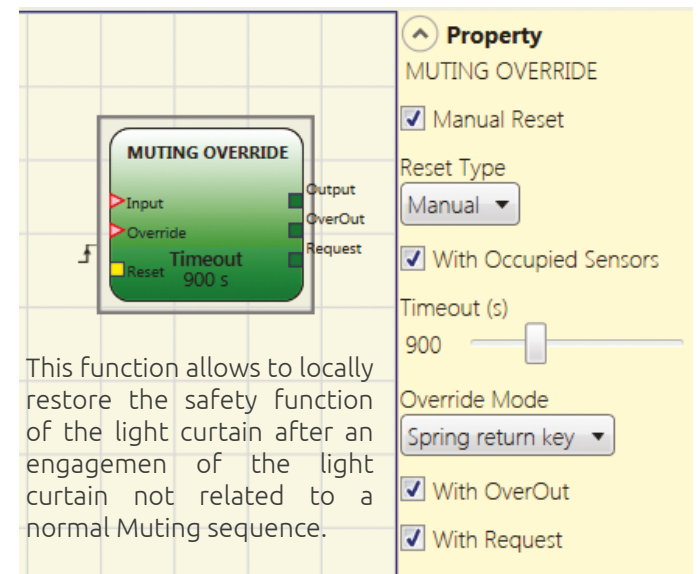 MUTING OVERRIDE
Input
Override
Reset
Timeout
900 s
Output
OverOut
Request
This function allows to locally
restore the safety function
of the light curtain after an
engagemen of the light
curtain not related to a
normal Muting sequence.
Property
MUTING OVERRIDE
Manual Reset
Reset Type
Manual
With Occupied Sensors
Timeout (s)
900
Override Mode
Spring return key
With OverOut
With Request